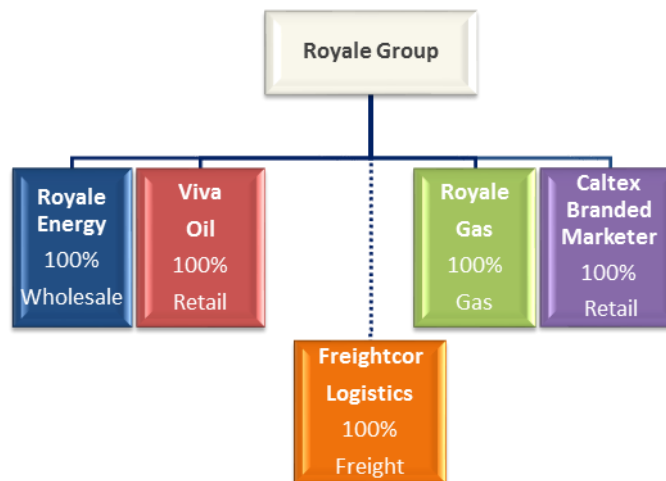 Royale Group
Royale
Energy
100%
Wholesale
Viva
Oil
100%
Retail
Royale
Gas
100%
Gas
Caltex
Branded
Marketer
100%
Retail
Freightcor
Logistics
100%
Freight